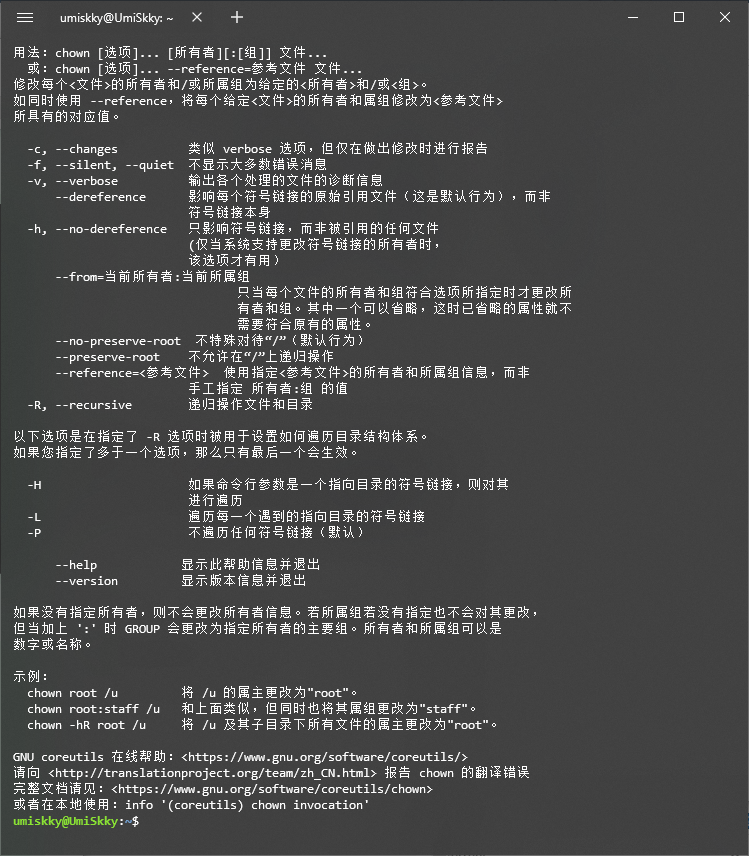 umiskky@UmiSkky: ~
用法：chown [选项]... [所有者][:[组]] 文件...
或：chown [选项]... --reference=参考文件 文件...
修改每个<文件>的所有者和/或所属组为给定的<所有者>和/或<组>。
如同时使用 --reference，将每个给定<文件>的所有者和属组修改为<参考文件>
所具有的对应值。
-c, --changes 类似 verbose 选项，但仅在做出修改时进行报告
-f, --silent, --quiet 不显示大多数错误消息
-v, --verbose 输出各个处理的文件的诊断信息
--dereference 影响每个符号链接的原始引用文件（这是默认行为），而非
符号链接本身
-h, --no-dereference 只影响符号链接，而非被引用的任何文件
(仅当系统支持更改符号链接的所有者时，
该选项才有用）
--from=当前所有者:当前所属组
只当每个文件的所有者和组符合选项所指定时才更改所
有者和组。其中一个可以省略，这时已省略的属性就不
需要符合原有的属性。
--no-preserve-root 不特殊对待“/”（默认行为）
--preserve-root 不允许在“/”上递归操作
--reference=<参考文件> 使用指定<参考文件>的所有者和所属组信息，而非
手工指定 所有者:组 的值
-R, --recursive 递归操作文件和目录
以下选项是在指定了 -R 选项时被用于设置如何遍历目录结构体系。
如果您指定了多于一个选项，那么只有最后一个会生效。
-H 如果命令行参数是一个指向目录的符号链接，则对其
进行遍历
-L 遍历每一个遇到的指向目录的符号链接
-P 不遍历任何符号链接（默认）
--help 显示此帮助信息并退出
--version 显示版本信息并退出
如果没有指定所有者，则不会更改所有者信息。若所属组若没有指定也不会对其更改，
但当加上 ':' 时 GROUP 会更改为指定所有者的主要组。所有者和所属组可以是
数字或名称。
示例：
chown root /u 将 /u 的属主更改为"root"。
chown root:staff /u 和上面类似，但同时也将其属组更改为"staff"。
chown -hR root /u 将 /u 及其子目录下所有文件的属主更改为"root"。
GNU coreutils 在线帮助：<https://www.gnu.org/software/coreutils/>
请向 <http://translationproject.org/team/zh_CN.html> 报告 chown 的翻译错误
完整文档请见：<https://www.gnu.org/software/coreutils/chown>
或者在本地使用：info '(coreutils) chown invocation'
umiskky@UmiSkky:~$